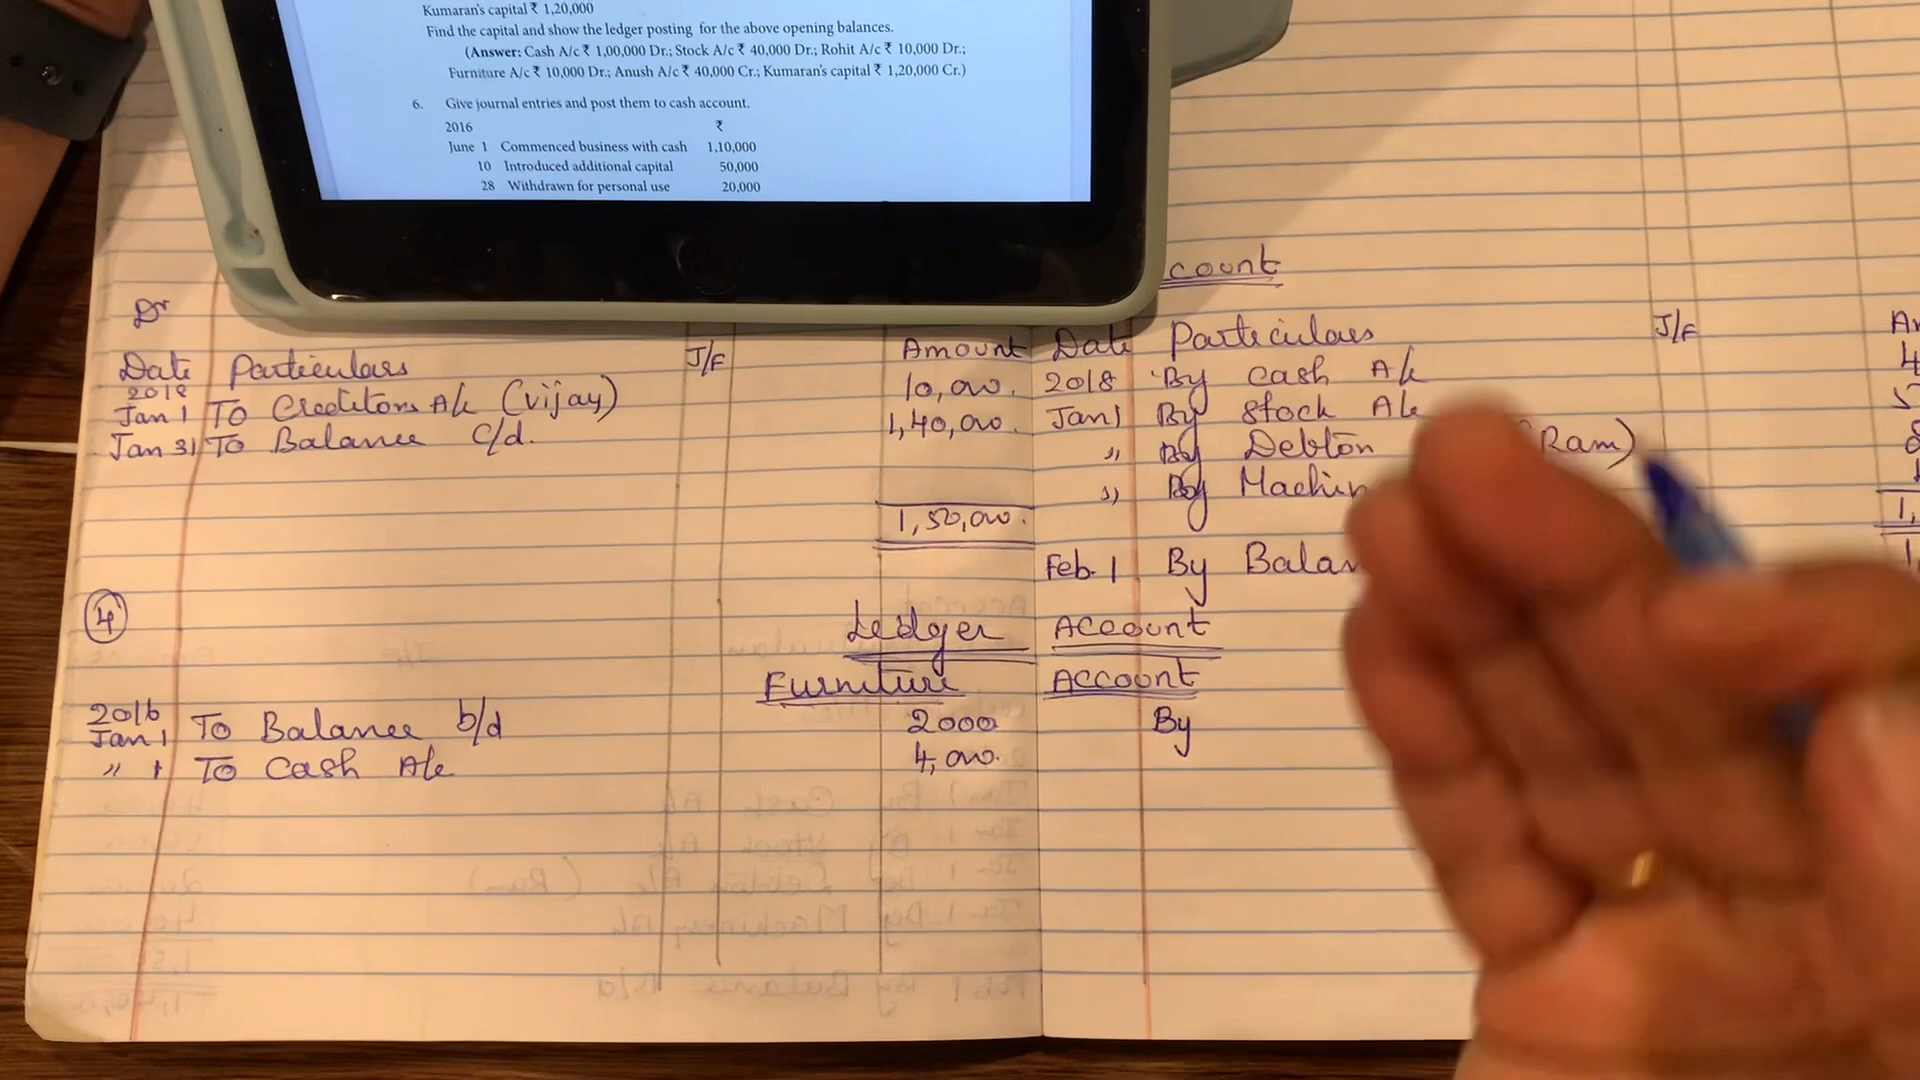 Kumaran's capital ₹ 1,20,000
Find the capital and show the ledger posting for the above opening balances.
(Answer: Cash A/c ₹ 1,00,000 Dr.; Stock A/c ₹ 40,000 Dr.; Rohit A/c ₹ 10,000 Dr.;
Furniture A/c ₹ 10,000 Dr.; Anush A/c ₹ 40,000 Cr.; Kumaran's capital ₹ 1,20,000 Cr.)
6. Give journal entries and post them to cash account.
2016 ₹
June 1 Commenced business with cash 1,10,000
10 Introduced additional capital 50,000
28 Withdrawn for personal use 20,000
count
Dr
Date Particulars J/F Amount Date Particulars J/F
2018 Jan 1 To Creditors A/c (Vijay) 10,000. 2018 By Cash A/c
Jan 31 To Balance c/d. 1,40,000. Jan 1 By Stock A/c
" By Debtor (Ram)
" By Machin
1,50,000.
Feb. 1 By Balan
4 Ledger Account
Furniture Account
2016 Jan 1 To Balance b/d 2000 By
" 1 To Cash A/c 4,000.